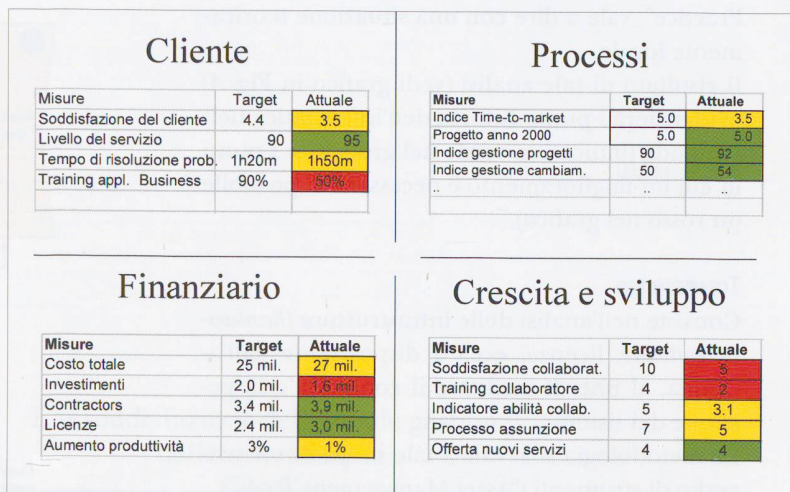 Cliente
Misure Target Attuale
Soddisfazione del cliente 4.4 3.5
Livello del servizio 90 95
Tempo di risoluzione prob. 1h20m 1h50m
Training appl. Business 90% 50%
Processi
Misure Target Attuale
Indice Time-to-market 5.0 3.5
Progetto anno 2000 5.0 5.0
Indice gestione progetti 90 92
Indice gestione cambiam. 50 54
.. .. ..
Finanziario
Misure Target Attuale
Costo totale 25 mil. 27 mil.
Investimenti 2,0 mil. 1,6 mil.
Contractors 3,4 mil. 3,9 mil.
Licenze 2.4 mil. 3,0 mil.
Aumento produttività 3% 1%
Crescita e sviluppo
Misure Target Attuale
Soddisfazione collaborat. 10 5
Training collaboratore 4 2
Indicatore abilità collab. 5 3.1
Processo assunzione 7 5
Offerta nuovi servizi 4 4